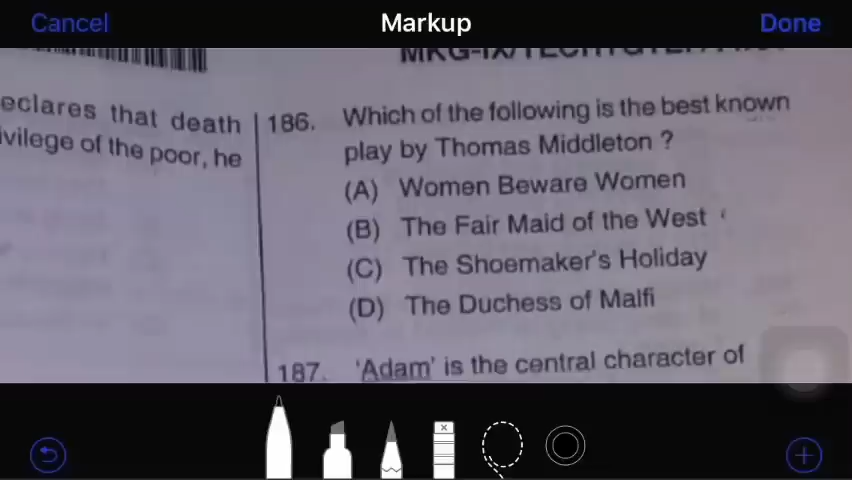 Cancel
Markup
Done
eclares that death
vilege of the poor, he
186. Which of the following is the best known
play by Thomas Middleton ?
(A) Women Beware Women
(B) The Fair Maid of the West
(C) The Shoemaker's Holiday
(D) The Duchess of Malfi
187. 'Adam' is the central character of